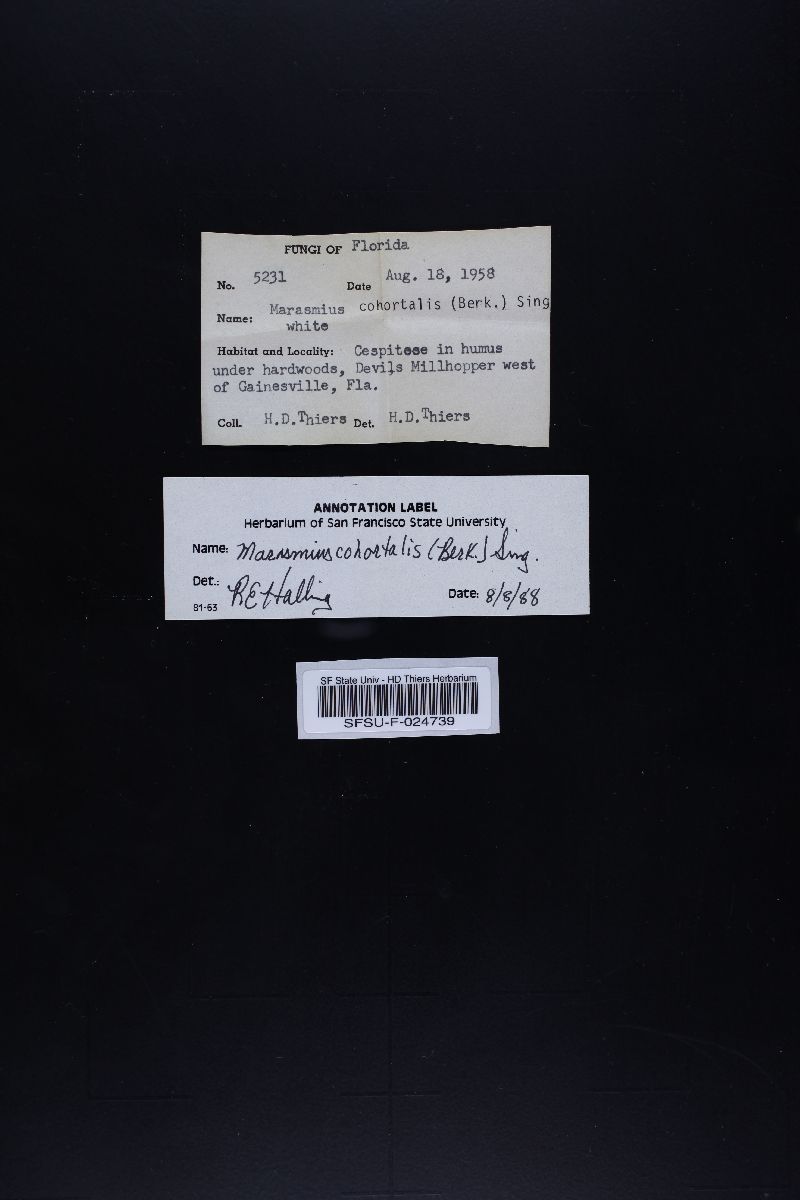 FUNGI OF Florida
No. 5231 Date Aug. 18, 1958
Name: Marasmius cohortalis (Berk.) Sing
white
Habitat and Locality: Cespitose in humus
under hardwoods, Devils Millhopper west
of Gainesville, Fla.
Coll. H.D.Thiers Det. H.D.Thiers
ANNOTATION LABEL
Herbarium of San Francisco State University
Name: Marasmius cohortalis (Berk.) Sing.
Det.: RE Halling
81-63 Date: 8/8/88
SF State Univ - HD Thiers Herbarium
SFSU-F-024739